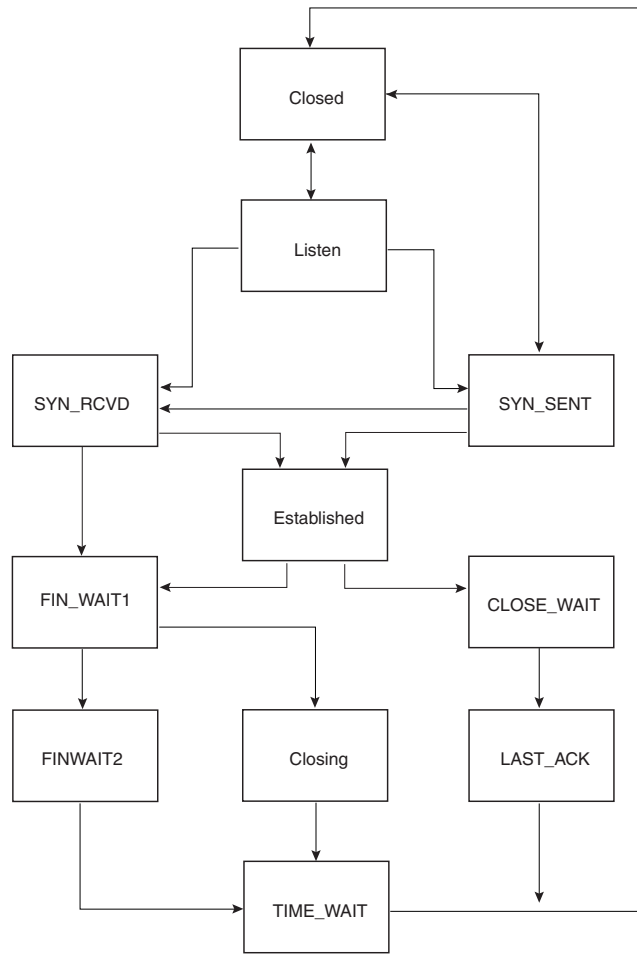 Closed
Listen
SYN_RCVD
SYN_SENT
Established
FIN_WAIT1
CLOSE_WAIT
FINWAIT2
Closing
LAST_ACK
TIME_WAIT